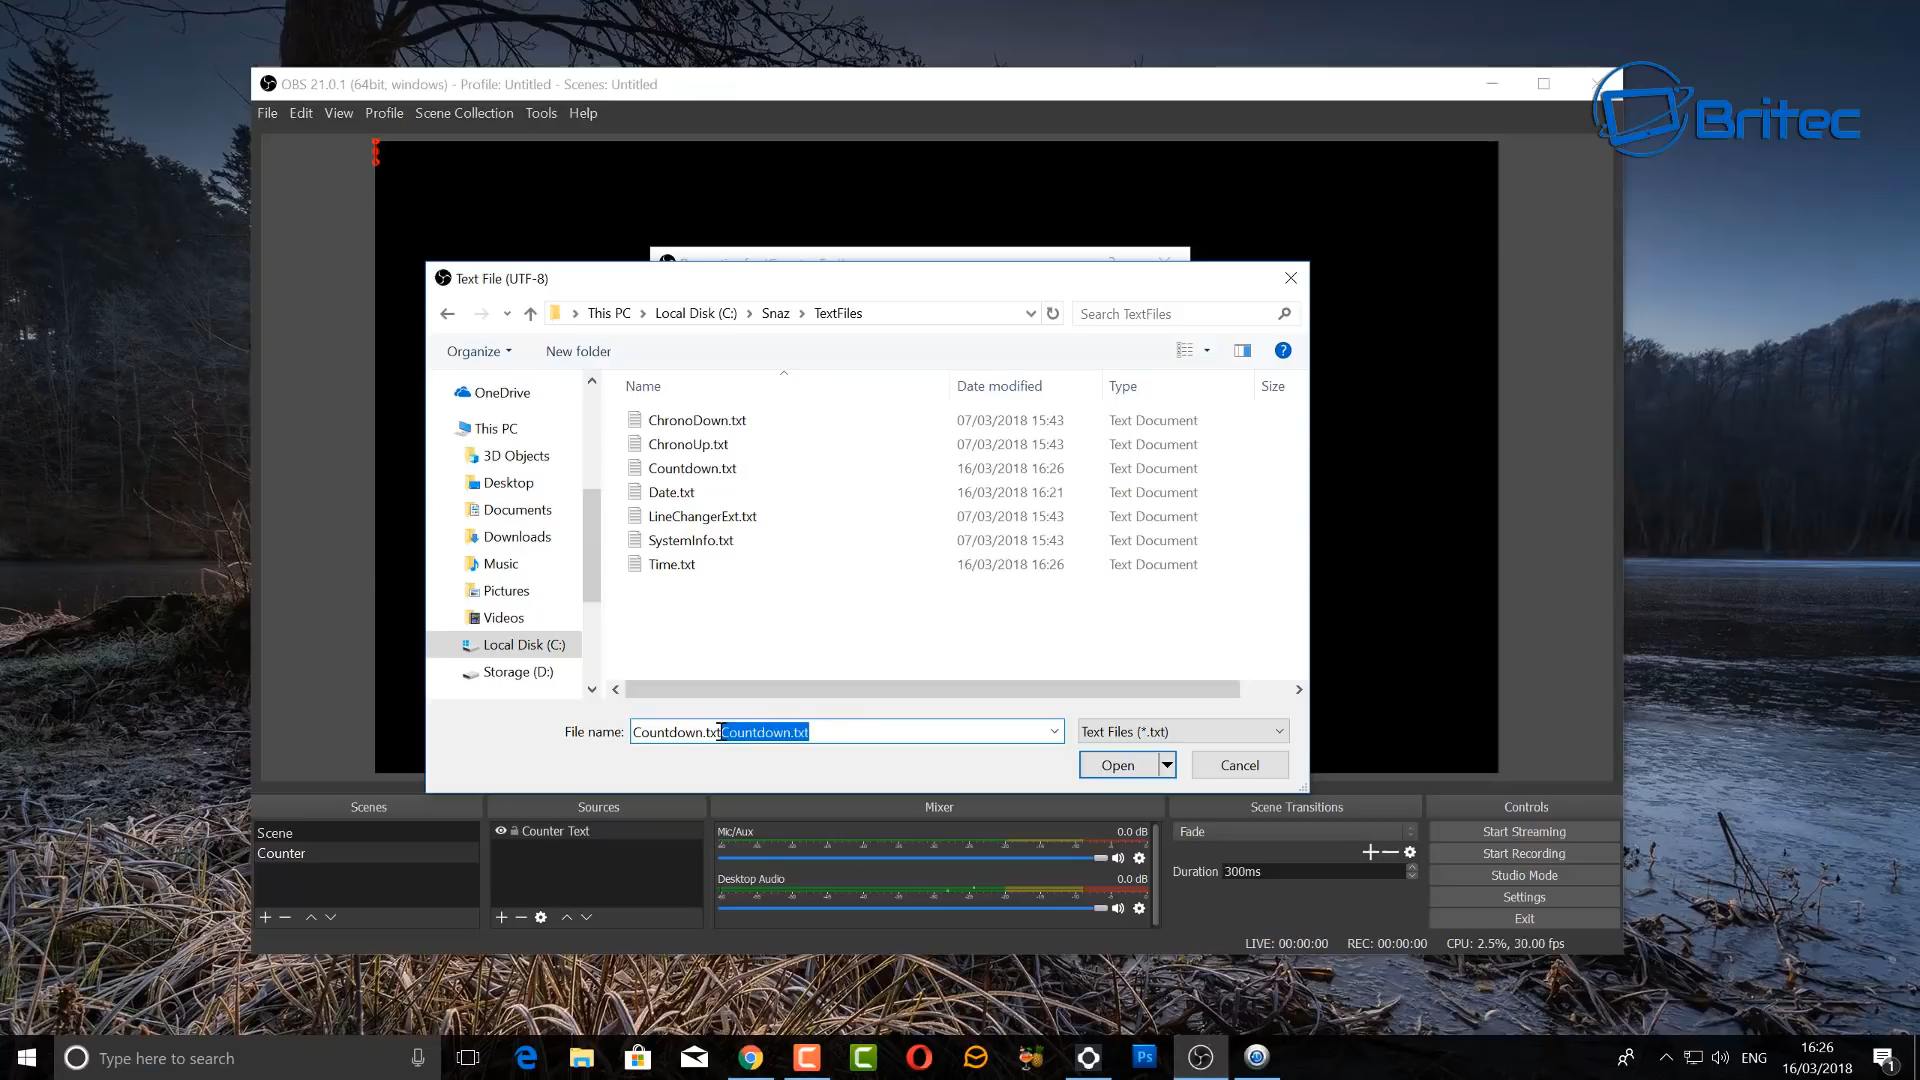 Britec
OBS 21.0.1 (64bit, windows) - Profile: Untitled - Scenes: Untitled
File Edit View Profile Scene Collection Tools Help
Text File (UTF-8)
This PC > Local Disk (C:) > Snaz > TextFiles
Search TextFiles
Organize
New folder
Name Date modified Type Size
OneDrive
This PC
3D Objects
Desktop
Documents
Downloads
Music
Pictures
Videos
Local Disk (C:)
Storage (D:)
ChronoDown.txt 07/03/2018 15:43 Text Document
ChronoUp.txt 07/03/2018 15:43 Text Document
Countdown.txt 16/03/2018 16:26 Text Document
Date.txt 16/03/2018 16:21 Text Document
LineChangerExt.txt 07/03/2018 15:43 Text Document
SystemInfo.txt 07/03/2018 15:43 Text Document
Time.txt 16/03/2018 16:26 Text Document
File name: Countdown.txtCountdown.txt
Text Files (*.txt)
Open
Cancel
Scenes
Scene
Counter
Sources
Counter Text
Mixer
Mic/Aux 0.0 dB
Desktop Audio 0.0 dB
Scene Transitions
Fade
Duration 300ms
Controls
Start Streaming
Start Recording
Studio Mode
Settings
Exit
LIVE: 00:00:00 REC: 00:00:00 CPU: 2.5%, 30.00 fps
Type here to search
Ps
ENG
16:26
16/03/2018
1